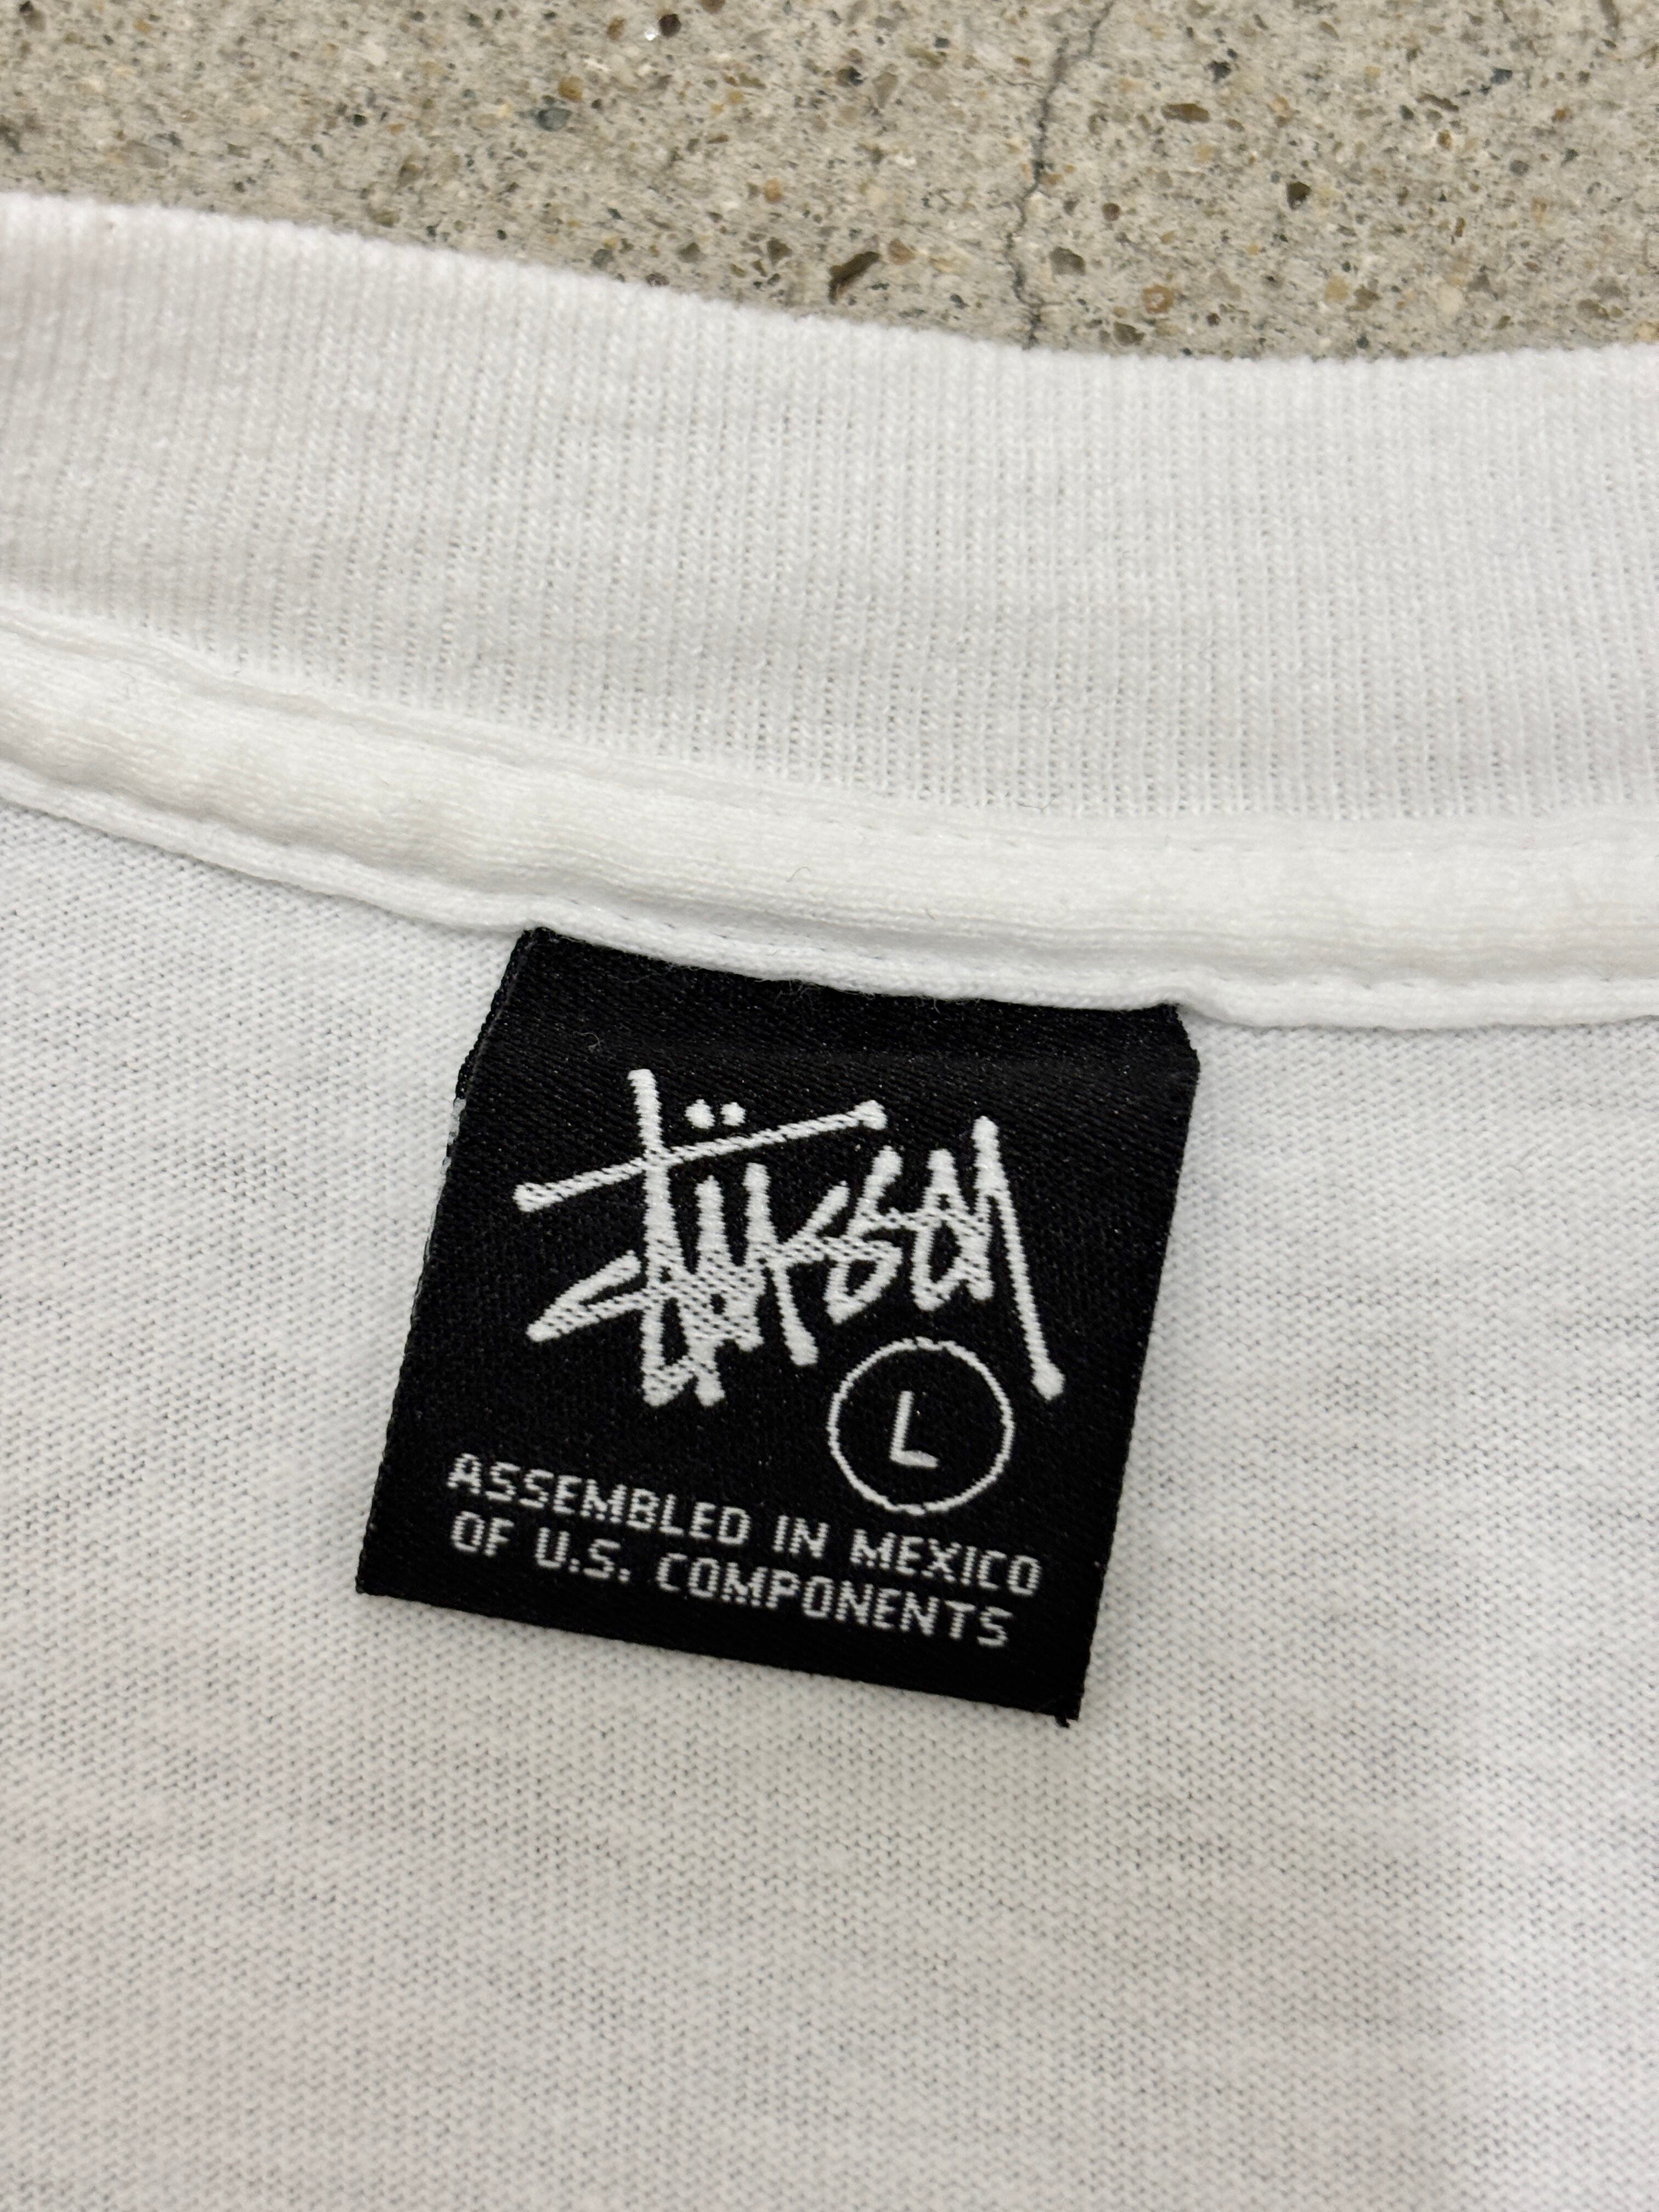 Stüssy
L
ASSEMBLED IN MEXICO
OF U.S. COMPONENTS